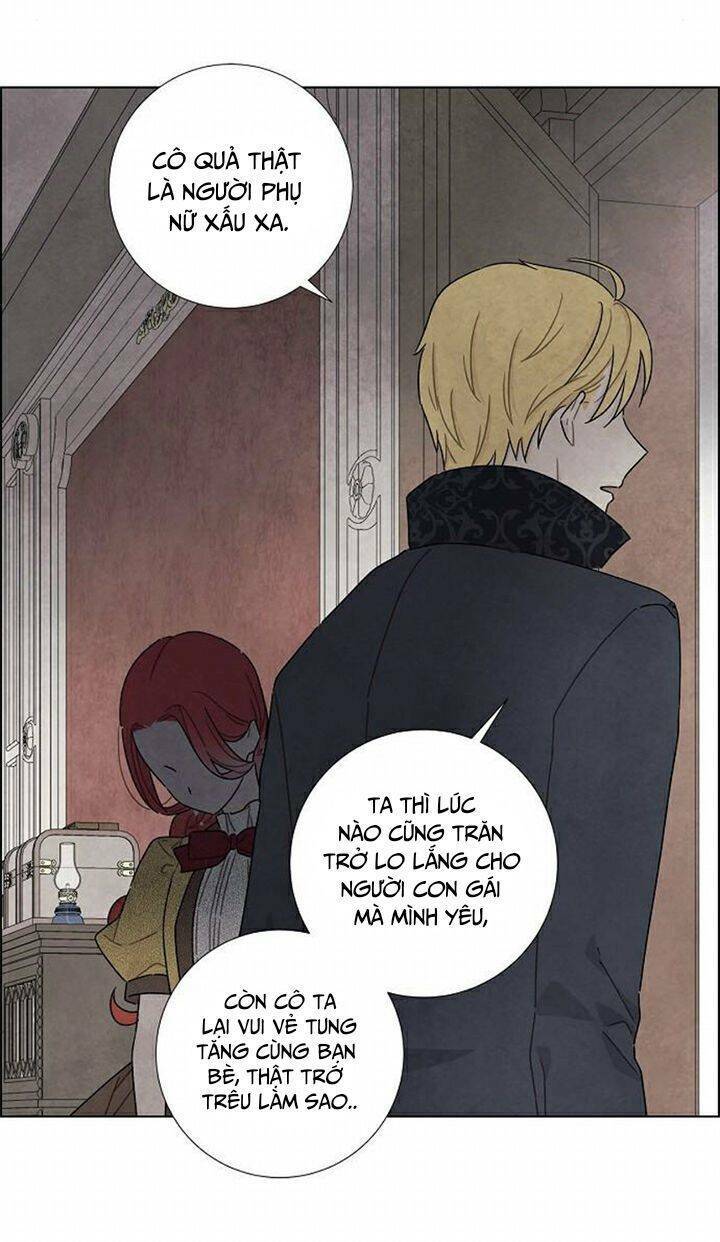 CÔ QUẢ THẬT
LÀ NGƯỜI PHỤ
NỮ XẤU XA.
TA THÌ LÚC
NÀO CŨNG TRĂN
TRỞ LO LẮNG CHO
NGƯỜI CON GÁI
MÀ MÌNH YÊU,
CÒN CÔ TA
LẠI VUI VẺ TUNG
TĂNG CÙNG BẠN
BÈ, THẬT TRỚ
TRÊU LÀM SAO..